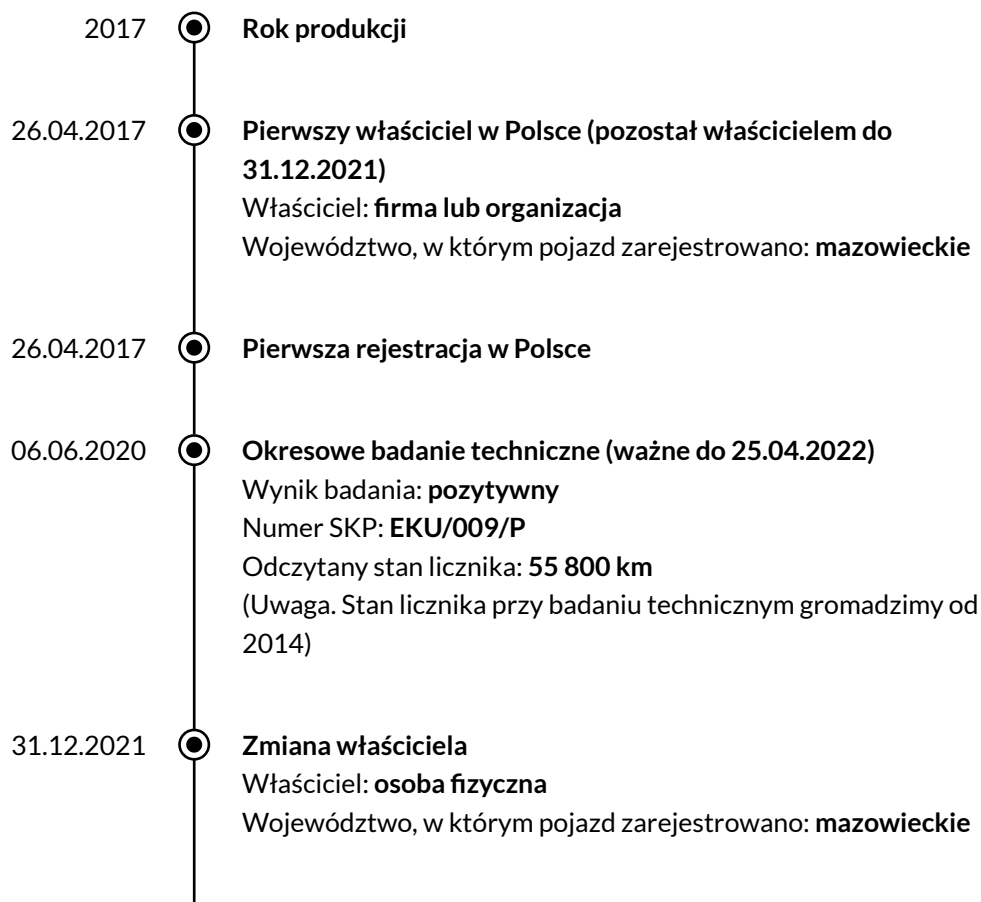 2017 Rok produkcji
26.04.2017 Pierwszy właściciel w Polsce (pozostał właścicielem do
31.12.2021)
Właściciel: firma lub organizacja
Województwo, w którym pojazd zarejestrowano: mazowieckie
26.04.2017 Pierwsza rejestracja w Polsce
06.06.2020 Okresowe badanie techniczne (ważne do 25.04.2022)
Wynik badania: pozytywny
Numer SKP: EKU/009/P
Odczytany stan licznika: 55 800 km
(Uwaga. Stan licznika przy badaniu technicznym gromadzimy od
2014)
31.12.2021 Zmiana właściciela
Właściciel: osoba fizyczna
Województwo, w którym pojazd zarejestrowano: mazowieckie